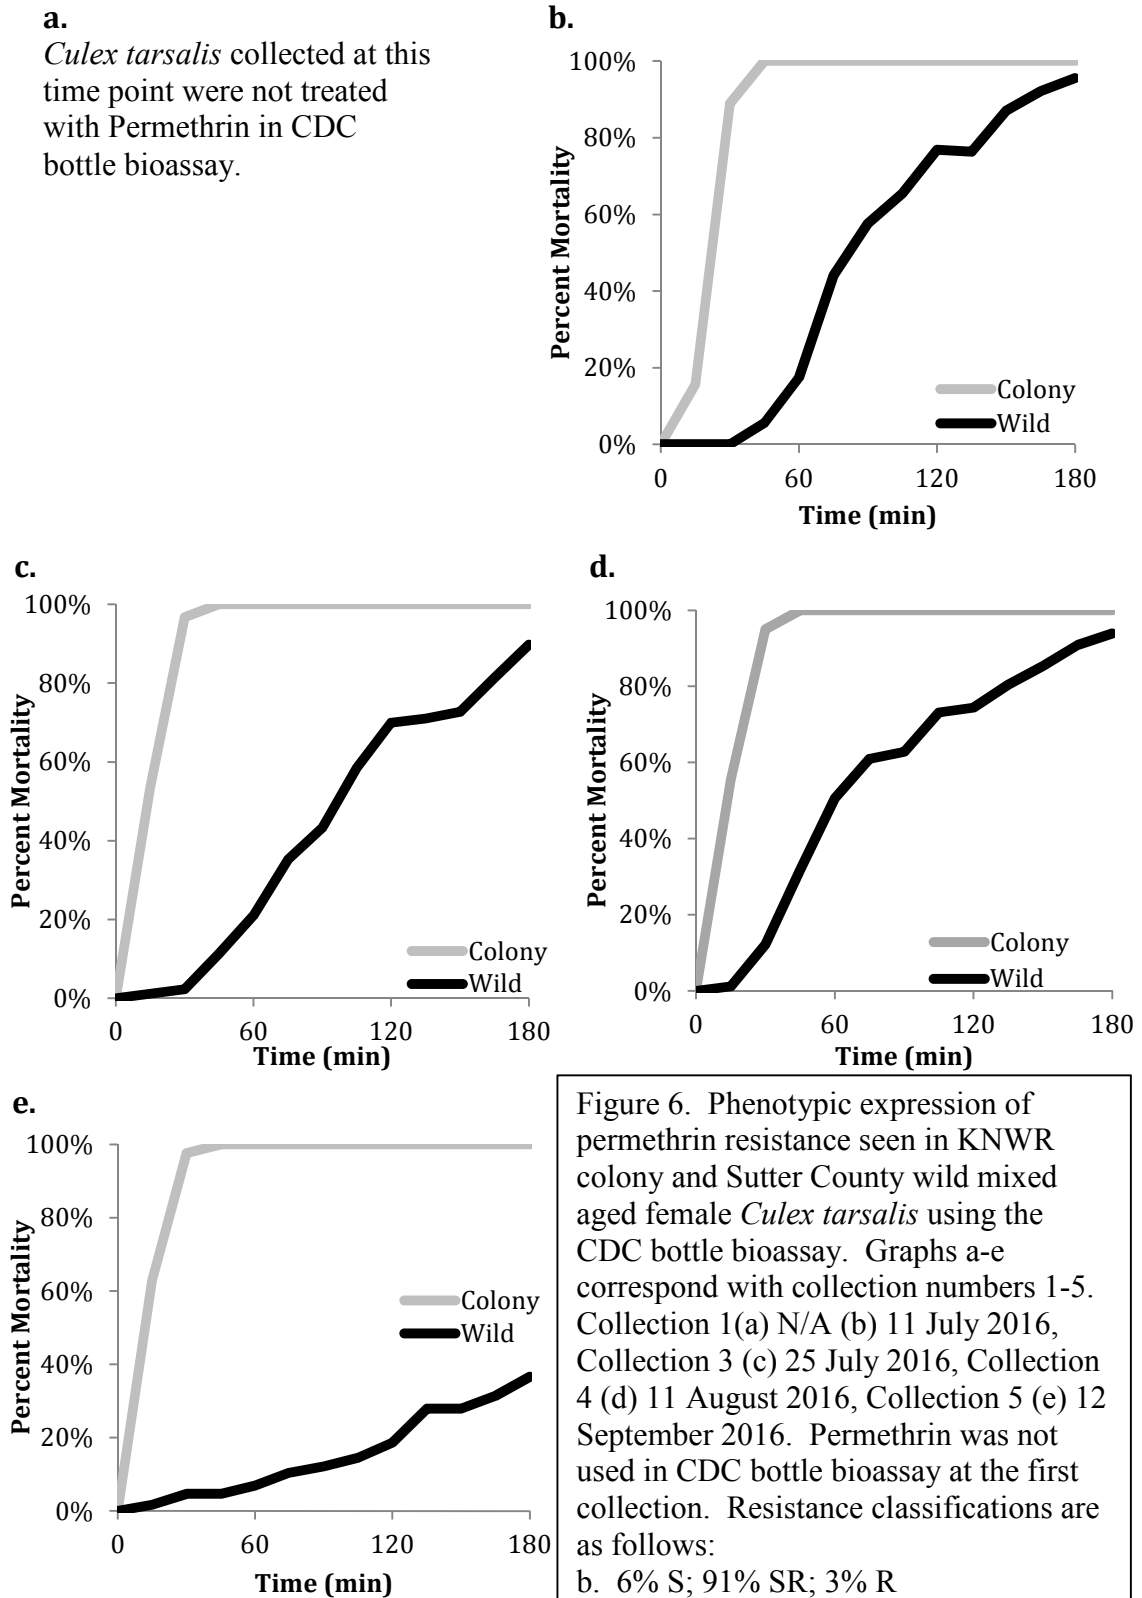 a.
Culex tarsalis collected at this
time point were not treated
with Permethrin in CDC
bottle bioassay.
b.
100%
80%
60%
40%
20%
0%
Percent Mortality
Colony
Wild
0 60 120 180
Time (min)
c.
100%
80%
60%
40%
20%
0%
Percent Mortality
Colony
Wild
0 60 120 180
Time (min)
d.
100%
80%
60%
40%
20%
0%
Percent Mortality
Colony
Wild
0 60 120 180
Time (min)
e.
100%
80%
60%
40%
20%
0%
Percent Mortality
Colony
Wild
0 60 120 180
Time (min)
Figure 6. Phenotypic expression of
permethrin resistance seen in KNWR
colony and Sutter County wild mixed
aged female Culex tarsalis using the
CDC bottle bioassay. Graphs a-e
correspond with collection numbers 1-5.
Collection 1(a) N/A (b) 11 July 2016,
Collection 3 (c) 25 July 2016, Collection
4 (d) 11 August 2016, Collection 5 (e) 12
September 2016. Permethrin was not
used in CDC bottle bioassay at the first
collection. Resistance classifications are
as follows:
b. 6% S; 91% SR; 3% R